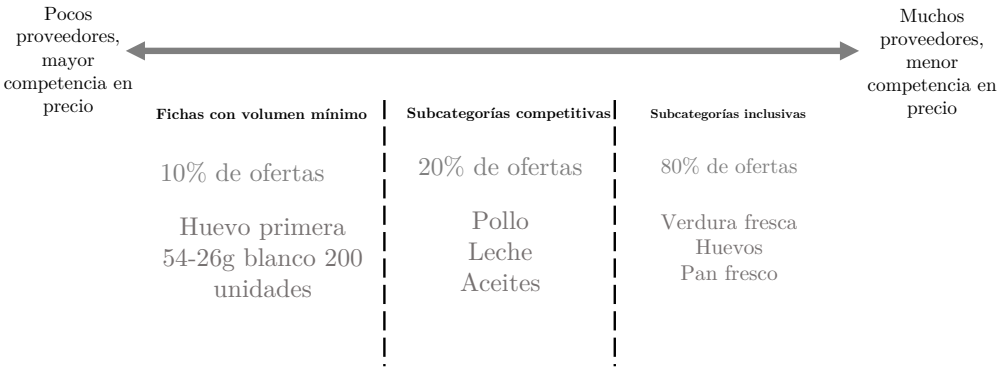 Pocos
proveedores,
mayor
competencia en
precio
Muchos
proveedores,
menor
competencia en
precio
Fichas con volumen mínimo
10% de ofertas
Huevo primera
54-26g blanco 200
unidades
Subcategorías competitivas
20% de ofertas
Pollo
Leche
Aceites
Subcategorías inclusivas
80% de ofertas
Verdura fresca
Huevos
Pan fresco